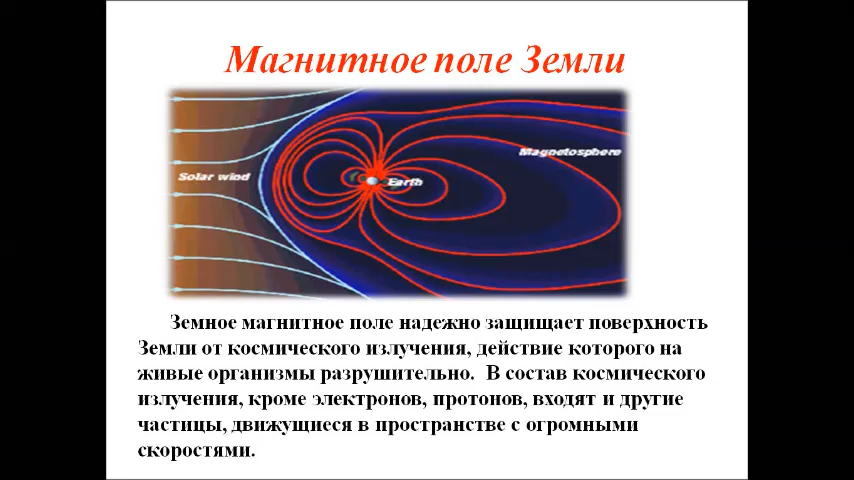 Магнитное поле Земли
Solar wind
Earth
Magnetosphere
Земное магнитное поле надежно защищает поверхность
Земли от космического излучения, действие которого на
живые организмы разрушительно. В состав космического
излучения, кроме электронов, протонов, входят и другие
частицы, движущиеся в пространстве с огромными
скоростями.